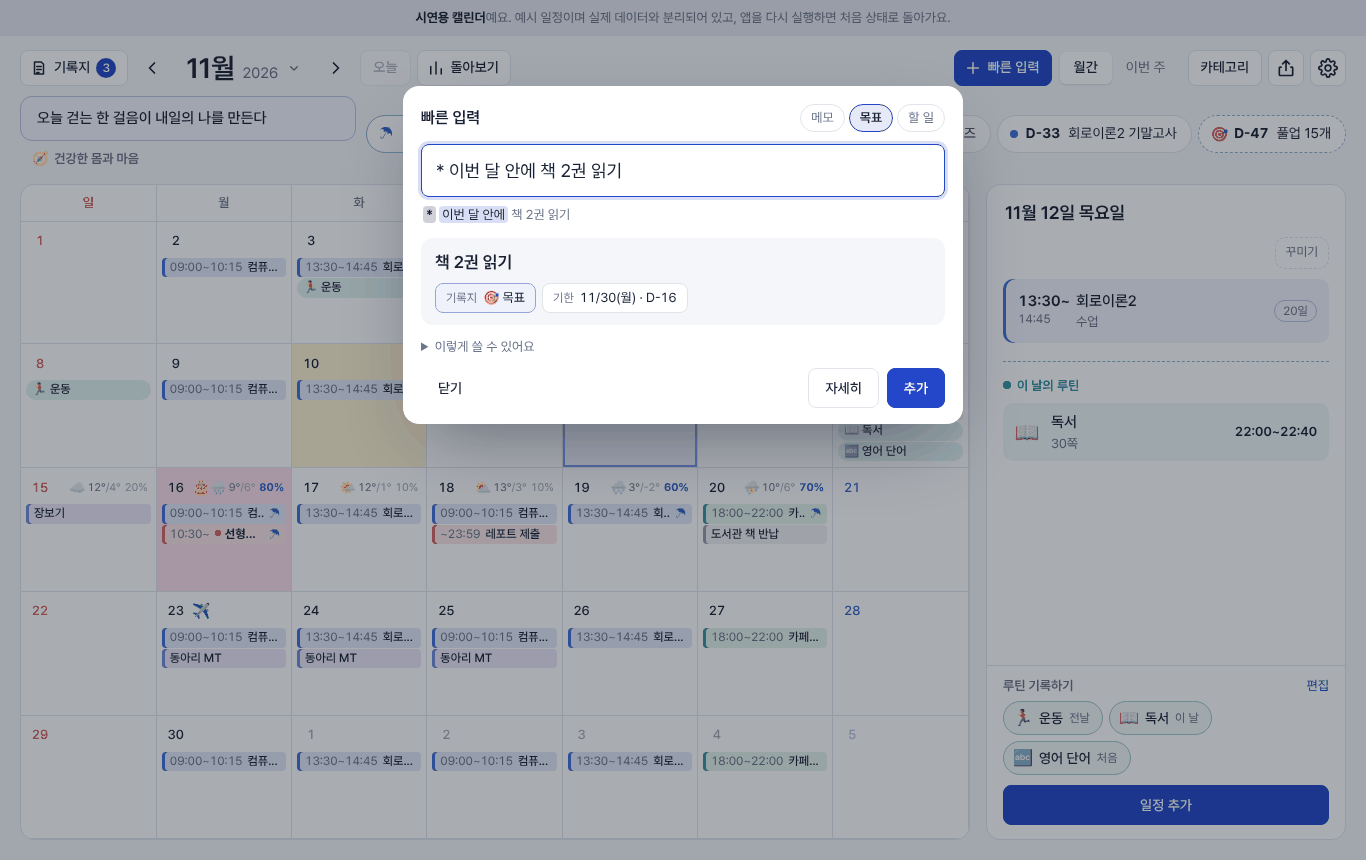 시연용 캘린더예요. 예시 일정이며 실제 데이터와 분리되어 있고, 앱을 다시 실행하면 처음 상태로 돌아가요.
기록지 3
11월 2026
오늘
돌아보기
+ 빠른 입력
월간
이번 주
카테고리
오늘 걷는 한 걸음이 내일의 나를 만든다
건강한 몸과 마음
즈
D-33 회로이론2 기말고사
D-47 풀업 15개
빠른 입력
메모
목표
할 일
* 이번 달 안에 책 2권 읽기
* 이번 달 안에 책 2권 읽기
책 2권 읽기
기록지 목표
기한 11/30(월) · D-16
이렇게 쓸 수 있어요
닫기
자세히
추가
일 월 화
1
2
09:00~10:15 컴퓨...
3
13:30~14:45 회로
운동
8
운동
9
09:00~10:15 컴퓨...
10
13:30~14:45 회로
독서
영어 단어
15 12°/4° 20%
장보기
16 9°/6° 80%
09:00~10:15 컴..
10:30~ 선형...
17 12°/1° 10%
13:30~14:45 회로...
18 13°/3° 10%
09:00~10:15 컴퓨...
~23:59 레포트 제출
19 3°/-2° 60%
13:30~14:45 회..
20 10°/6° 70%
18:00~22:00 카..
도서관 책 반납
21
22
23
09:00~10:15 컴퓨...
동아리 MT
24
13:30~14:45 회로...
동아리 MT
25
09:00~10:15 컴퓨...
동아리 MT
26
13:30~14:45 회로...
27
18:00~22:00 카페...
28
29
30
09:00~10:15 컴퓨...
1
13:30~14:45 회로...
2
09:00~10:15 컴퓨...
3
13:30~14:45 회로...
4
18:00~22:00 카페...
5
11월 12일 목요일
꾸미기
13:30~ 회로이론2
14:45 수업
20일
이 날의 루틴
독서
30쪽
22:00~22:40
루틴 기록하기
편집
운동 전날
독서 이 날
영어 단어 처음
일정 추가